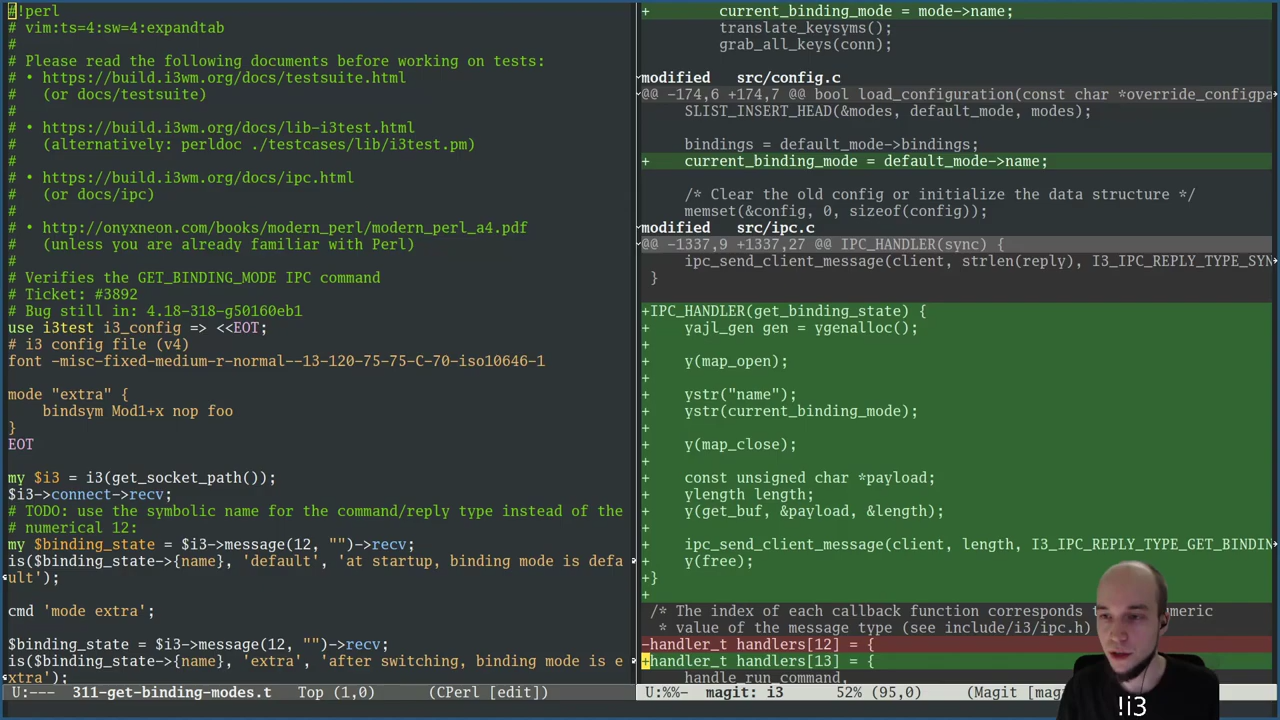 #!perl
# vim:ts=4:sw=4:expandtab
#
# Please read the following documents before working on tests:
# • https://build.i3wm.org/docs/testsuite.html
#   (or docs/testsuite)
#
# • https://build.i3wm.org/docs/lib-i3test.html
#   (alternatively: perldoc ./testcases/lib/i3test.pm)
#
# • https://build.i3wm.org/docs/ipc.html
#   (or docs/ipc)
#
# • http://onyxneon.com/books/modern_perl/modern_perl_a4.pdf
#   (unless you are already familiar with Perl)
#
# Verifies the GET_BINDING_MODE IPC command
# Ticket: #3892
# Bug still in: 4.18-318-g50160eb1
use i3test i3_config => <<EOT;
# i3 config file (v4)
font -misc-fixed-medium-r-normal--13-120-75-75-C-70-iso10646-1

mode "extra" {
    bindsym Mod1+x nop foo
}
EOT

my $i3 = i3(get_socket_path());
$i3->connect->recv;
# TODO: use the symbolic name for the command/reply type instead of the
# numerical 12:
my $binding_state = $i3->message(12, "")->recv;
is($binding_state->{name}, 'default', 'at startup, binding mode is defa
ult');

cmd 'mode extra';

$binding_state = $i3->message(12, "")->recv;
is($binding_state->{name}, 'extra', 'after switching, binding mode is e
xtra');
U:---  311-get-binding-modes.t   Top (1,0)         (CPerl [edit])
+        current_binding_mode = mode->name;
         translate_keysyms();
         grab_all_keys(conn);

modified   src/config.c
@@ -174,6 +174,7 @@ bool load_configuration(const char *override_configpa
     SLIST_INSERT_HEAD(&modes, default_mode, modes);

     bindings = default_mode->bindings;
+    current_binding_mode = default_mode->name;

     /* Clear the old config or initialize the data structure */
     memset(&config, 0, sizeof(config));
modified   src/ipc.c
@@ -1337,9 +1337,27 @@ IPC_HANDLER(sync) {
     ipc_send_client_message(client, strlen(reply), I3_IPC_REPLY_TYPE_SYN
 }

+IPC_HANDLER(get_binding_state) {
+    yajl_gen gen = ygenalloc();
+
+    y(map_open);
+
+    ystr("name");
+    ystr(current_binding_mode);
+
+    y(map_close);
+
+    const unsigned char *payload;
+    ylength length;
+    y(get_buf, &payload, &length);
+
+    ipc_send_client_message(client, length, I3_IPC_REPLY_TYPE_GET_BINDIN
+    y(free);
+}
+
 /* The index of each callback function corresponds
  * value of the message type (see include/i3/ipc.h)
-handler_t handlers[12] = {
+handler_t handlers[13] = {
     handle_run_command,
U:%%-  magit: i3        52% (95,0)     (Magit
!i3